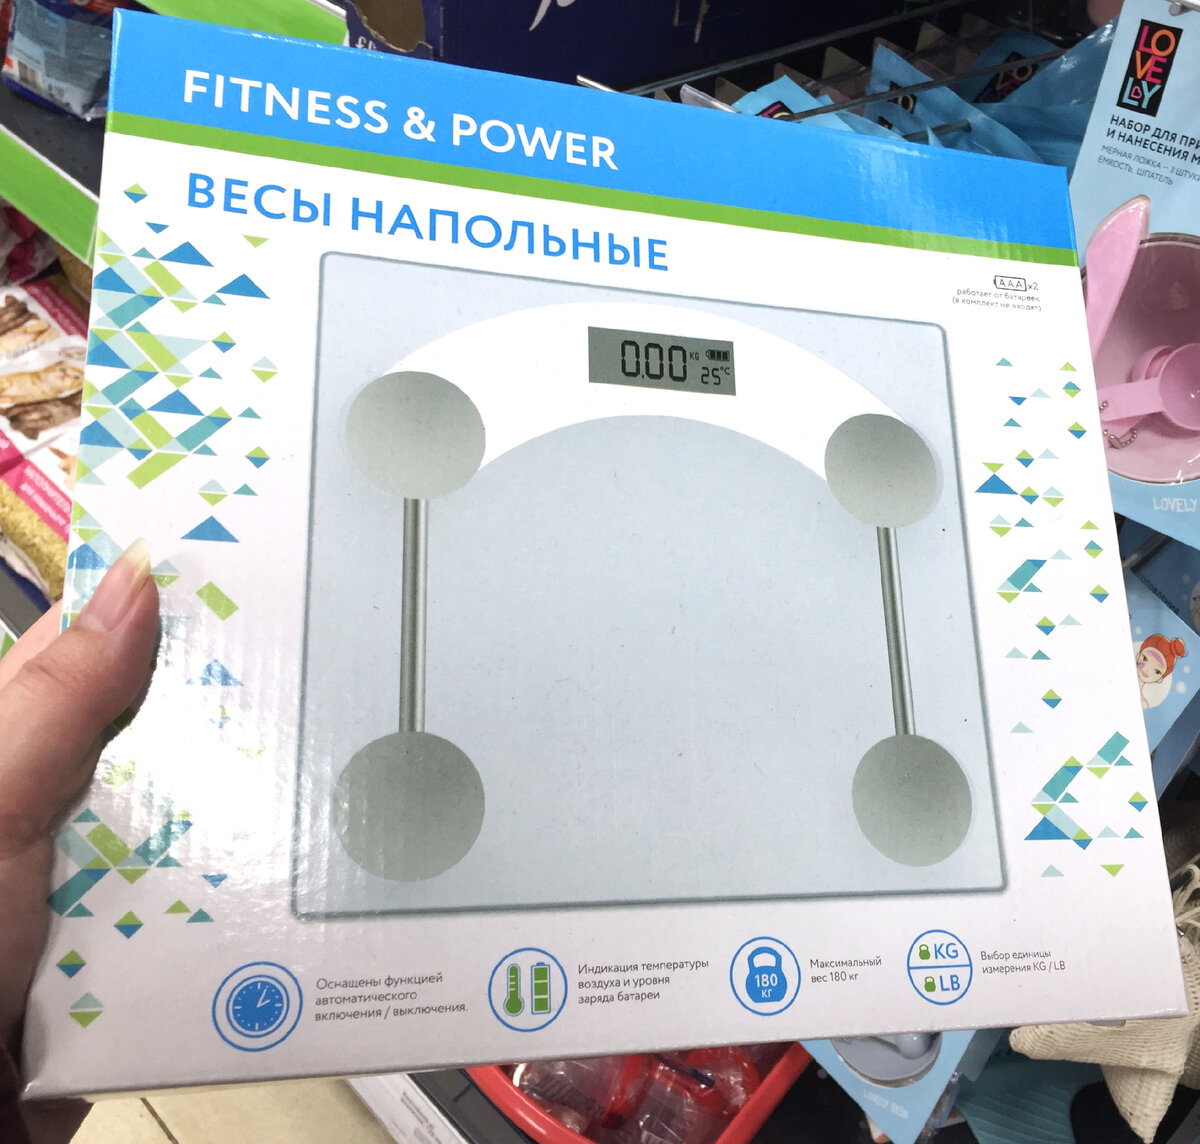 FITNESS & POWER
ВЕСЫ НАПОЛЬНЫЕ
AAA x2
работает от батареек
(в комплект не входят)
0.00 KG
25°C
Оснащены функцией
автоматического
включения / выключения.
Индикация температуры
воздуха и уровня
заряда батареи
180
КГ
Максимальный
вес 180 кг
KG
LB
Выбор единицы
измерения KG / LB
LOVELY
НАБОР ДЛЯ
И НАНЕСЕНИЯ
МЕРНАЯ ЛОЖКА – 3 ШТУКИ
ЕМКОСТЬ, ШПАТЕЛЬ
LOVELY